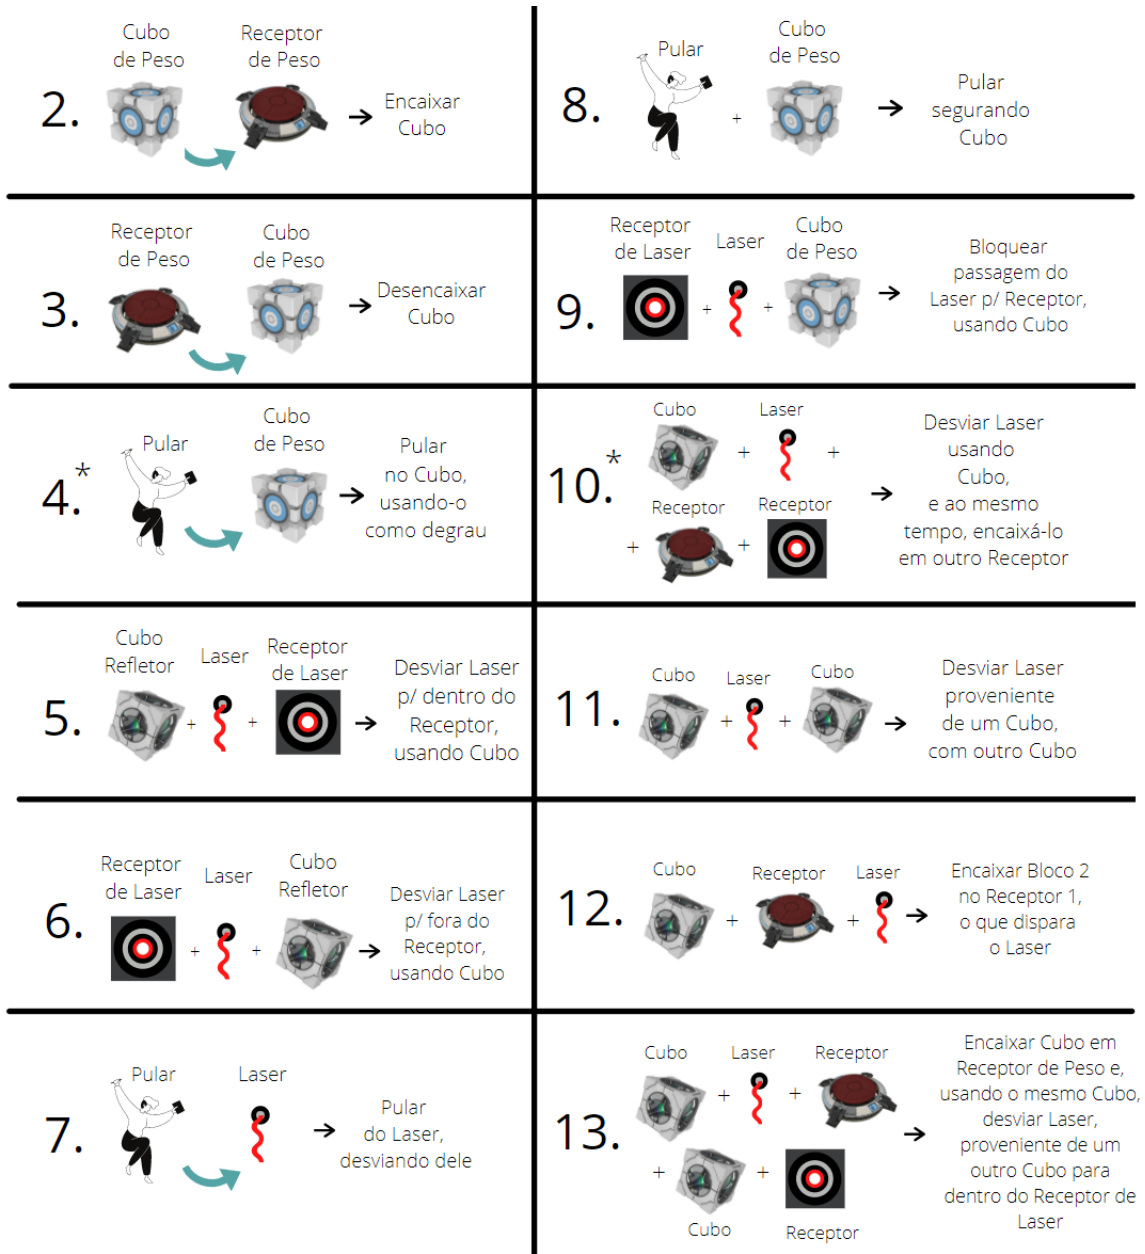 2.
Cubo
de Peso
Receptor
de Peso
Encaixar
Cubo
3.
Receptor
de Peso
Cubo
de Peso
Desencaixar
Cubo
4.*
Pular
Cubo
de Peso
Pular
no Cubo,
usando-o
como degrau
5.
Cubo
Refletor
+
Laser
+
Receptor
de Laser
Desviar Laser
p/ dentro do
Receptor,
usando Cubo
6.
Receptor
de Laser
+
Laser
+
Cubo
Refletor
Desviar Laser
p/ fora do
Receptor,
usando Cubo
7.
Pular
Laser
Pular
do Laser,
desviando dele
8.
Pular
+
Cubo
de Peso
Pular
segurando
Cubo
9.
Receptor
de Laser
+
Laser
+
Cubo
de Peso
Bloquear
passagem do
Laser p/ Receptor,
usando Cubo
10.*
Cubo
+
Laser
+
+
Receptor
+
Receptor
Desviar Laser
usando
Cubo,
e ao mesmo
tempo, encaixá-lo
em outro Receptor
11.
Cubo
+
Laser
+
Cubo
Desviar Laser
proveniente
de um Cubo,
com outro Cubo
12.
Cubo
+
Receptor
+
Laser
Encaixar Bloco 2
no Receptor 1,
o que dispara
o Laser
13.
Cubo
+
Laser
+
Receptor
+
Cubo
+
Receptor
Encaixar Cubo em
Receptor de Peso e,
usando o mesmo Cubo,
desviar Laser,
proveniente de um
outro Cubo para
dentro do Receptor de
Laser